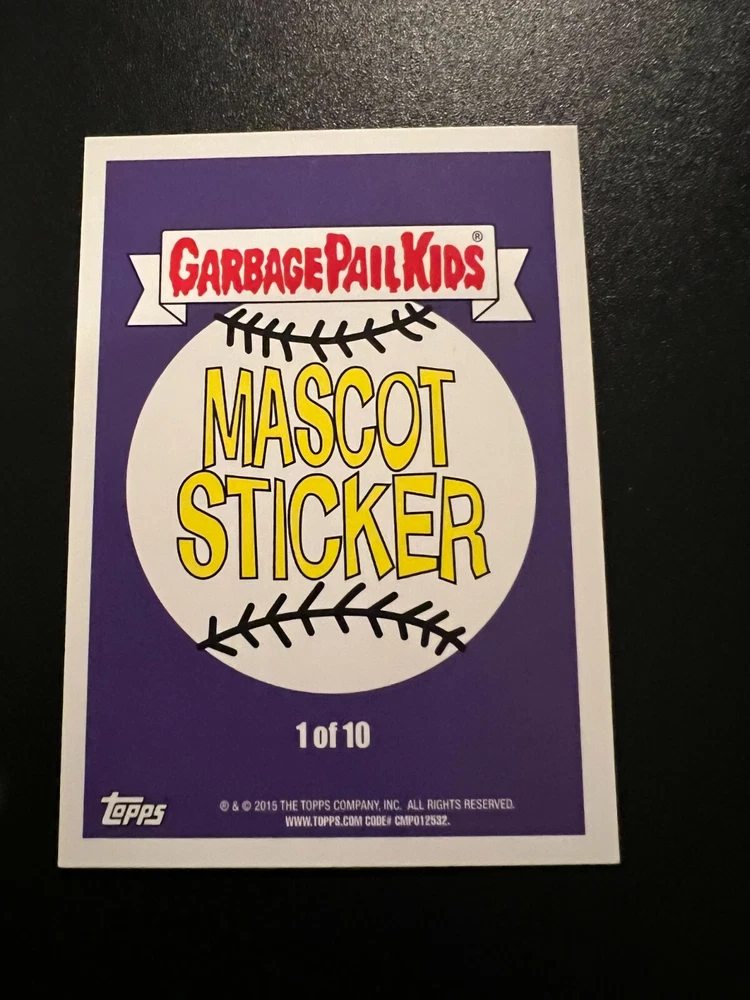 GARBAGE PAIL KIDS ®
MASCOT
STICKER
1 of 10
topps
® & © 2015 THE TOPPS COMPANY, INC. ALL RIGHTS RESERVED.
WWW.TOPPS.COM CODE# CMP012532.